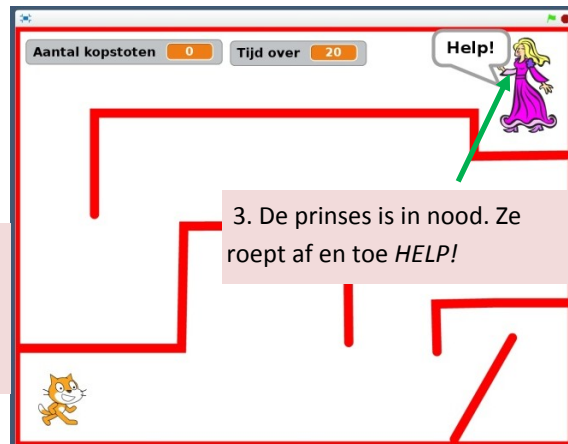 Aantal kopstoten 0 Tijd over 20 Help!
3. De prinses is in nood. Ze
roept af en toe HELP!